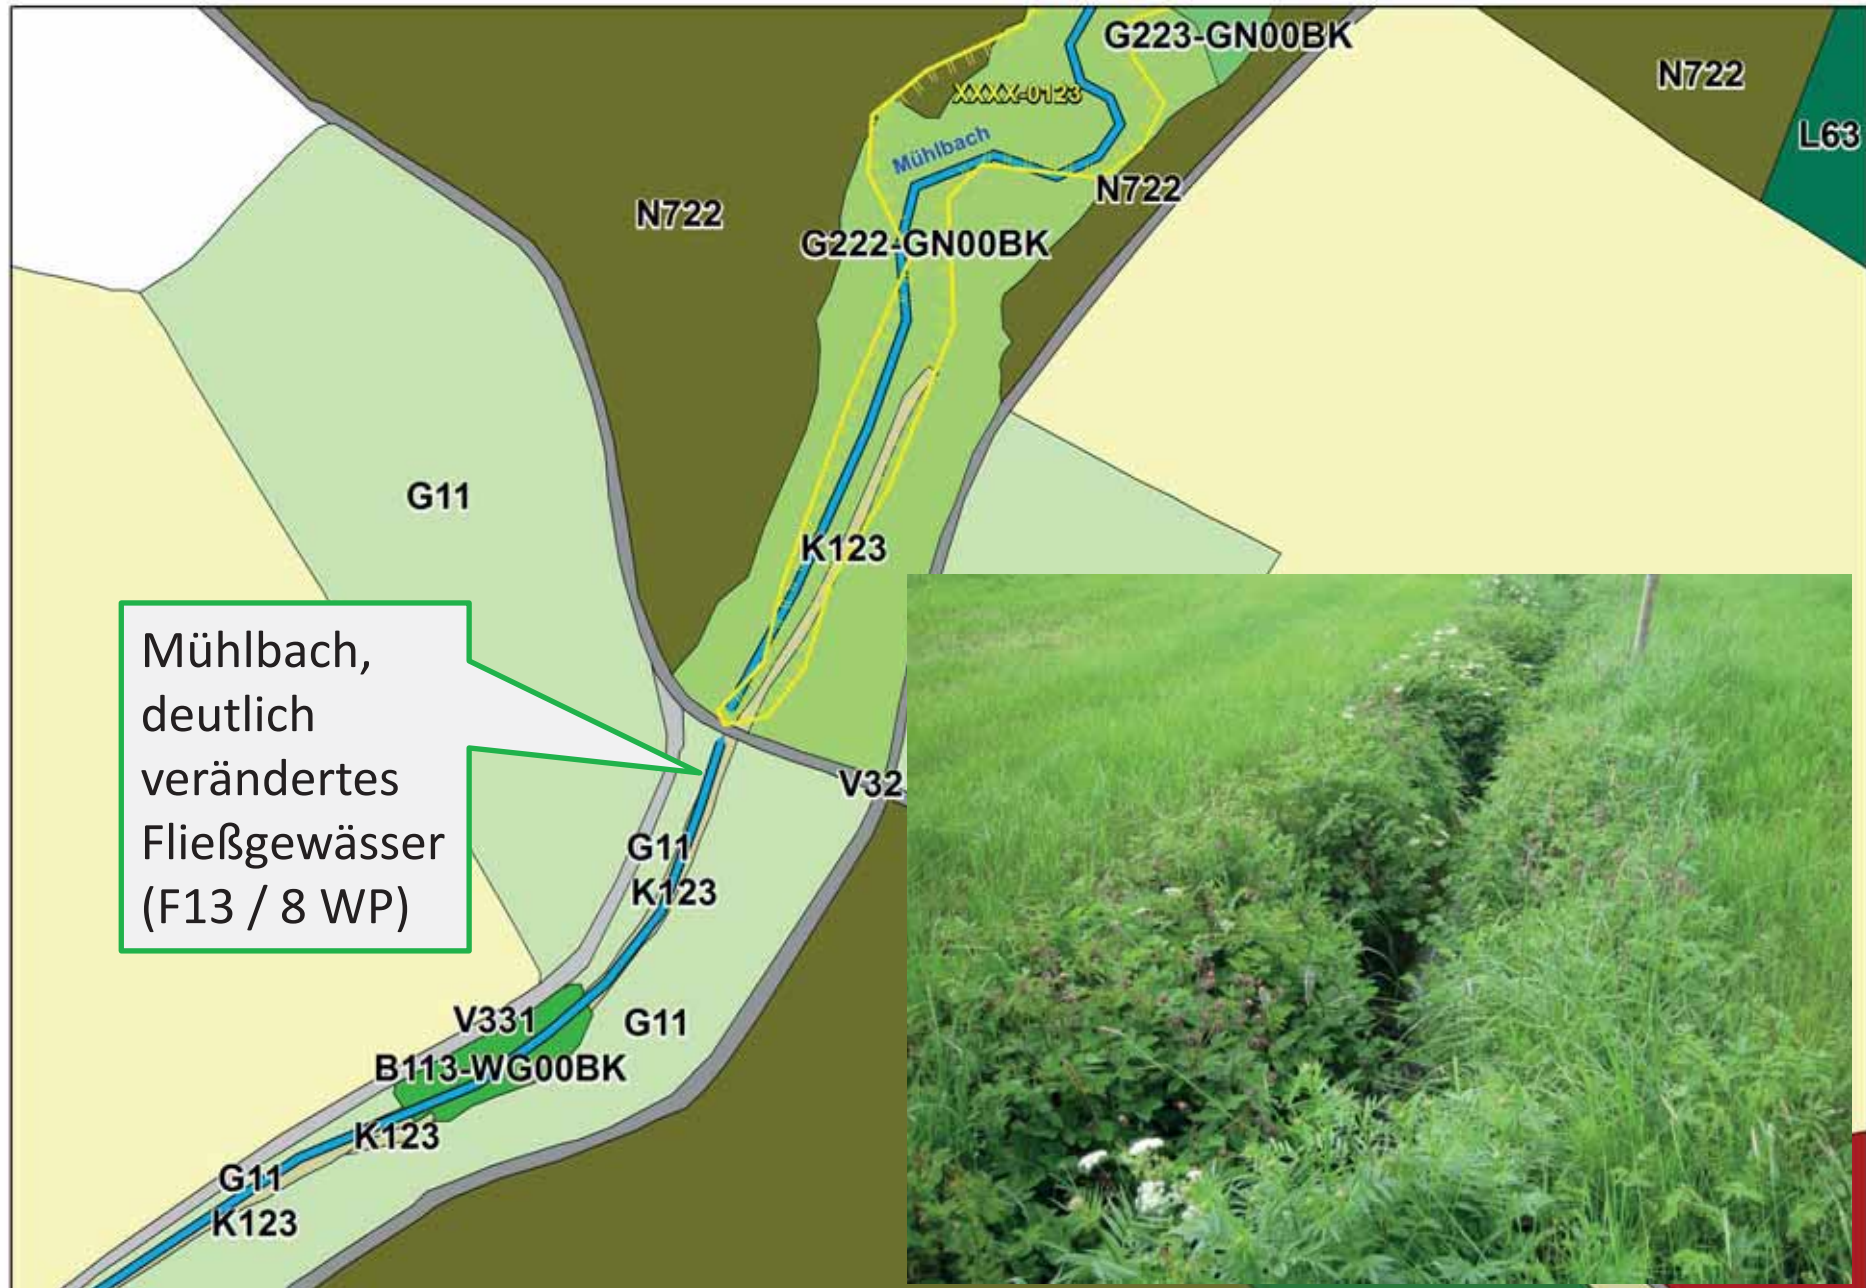 G223-GN00BK
N722
XXXX-0123
L63
Mühlbach
N722
N722
G222-GN00BK
G11
K123
Mühlbach,
deutlich
verändertes
Fließgewässer
(F13 / 8 WP)
V32
G11
K123
V331
G11
B113-WG00BK
K123
G11
K123